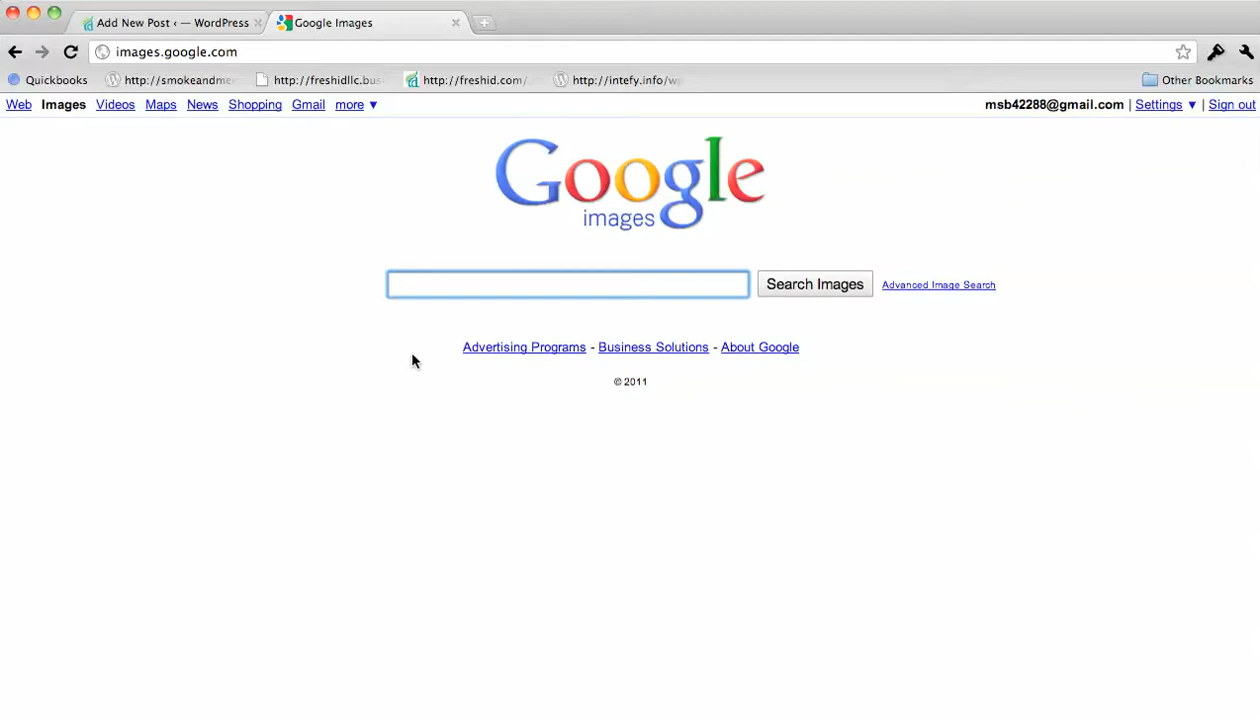 Add New Post ‹ — WordPress
Google Images
images.google.com
Quickbooks http://smokeandme http://freshidllc.bus http://freshid.com/ http://intefy.info/w Other Bookmarks
Web Images Videos Maps News Shopping Gmail more ▼ msb42288@gmail.com | Settings ▼ | Sign out
Google
images
Search Images Advanced Image Search
Advertising Programs - Business Solutions - About Google
© 2011